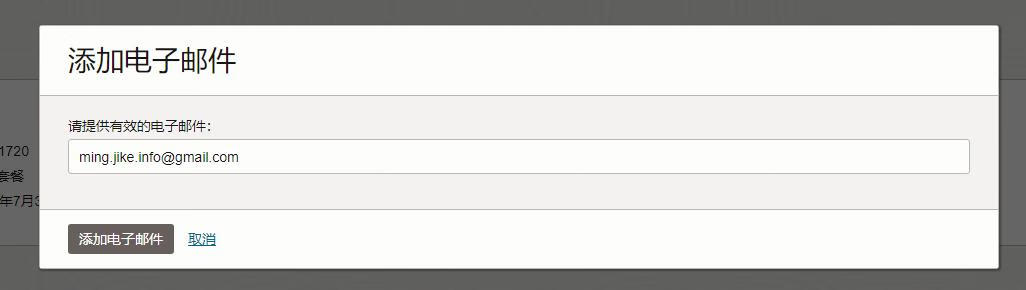 添加电子邮件
请提供有效的电子邮件:
1720
ming.jike.info@gmail.com
套餐
年7月3
添加电子邮件 取消